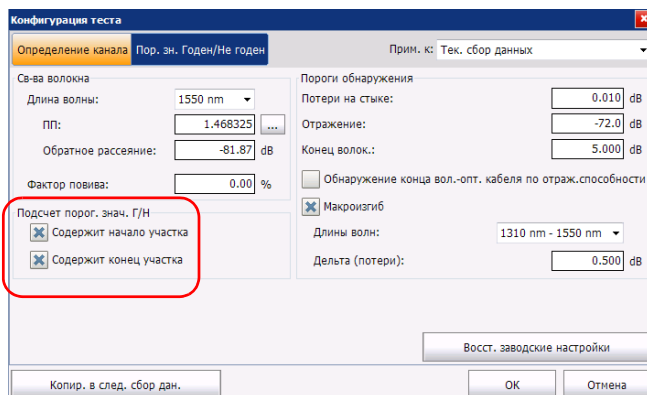 Конфигурация теста
Определение канала Пор. зн. Годен/Не годен Прим. к: Тек. сбор данных
Св-ва волокна
Длина волны: 1550 nm
ПП: 1.468325 ...
Обратное рассеяние: -81.87 dB
Фактор повива: 0.00 %
Подсчет порог. знач. Г/Н
Содержит начало участка
Содержит конец участка
Пороги обнаружения
Потери на стыке: 0.010 dB
Отражение: -72.0 dB
Конец волок.: 5.000 dB
Обнаружение конца вол.-опт. кабеля по отраж.способности
Макроизгиб
Длины волн: 1310 nm - 1550 nm
Дельта (потери): 0.500 dB
Восст. заводские настройки
Копир. в след. сбор дан. OK Отмена